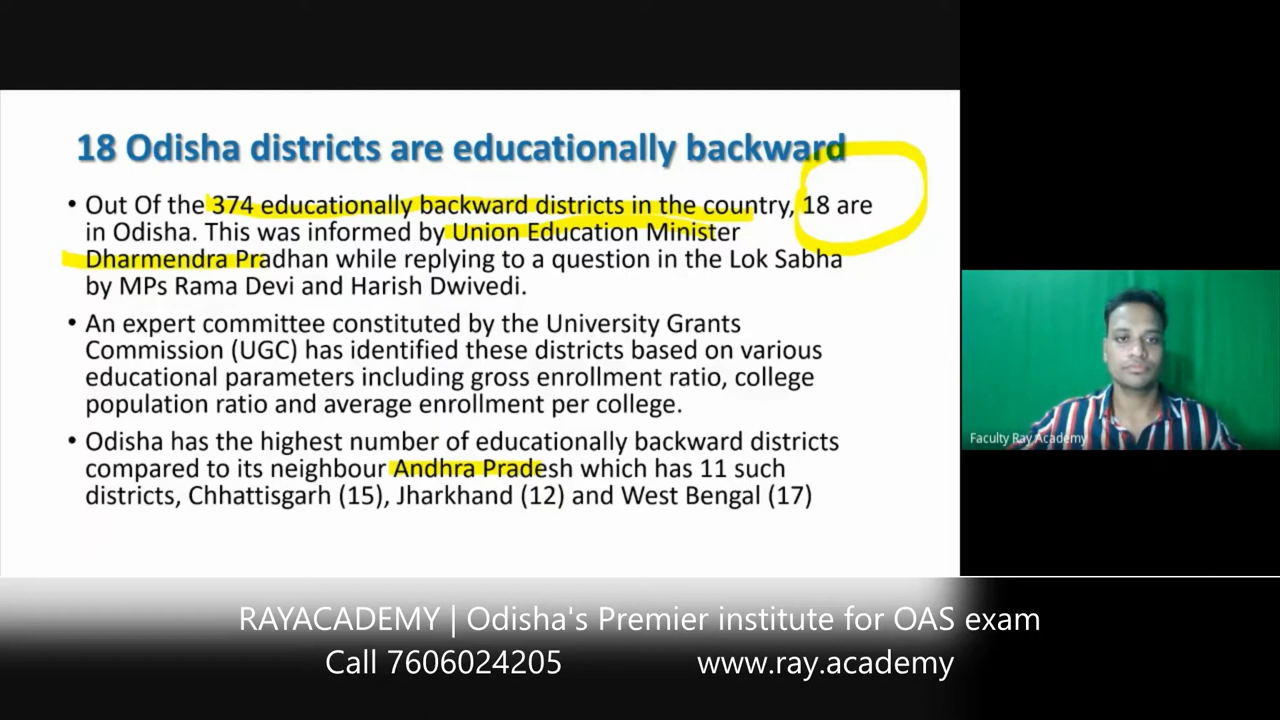 18 Odisha districts are educationally backward
• Out Of the 374 educationally backward districts in the country, 18 are
in Odisha. This was informed by Union Education Minister
Dharmendra Pradhan while replying to a question in the Lok Sabha
by MPs Rama Devi and Harish Dwivedi.
• An expert committee constituted by the University Grants
Commission (UGC) has identified these districts based on various
educational parameters including gross enrollment ratio, college
population ratio and average enrollment per college.
• Odisha has the highest number of educationally backward districts
compared to its neighbour Andhra Pradesh which has 11 such
districts, Chhattisgarh (15), Jharkhand (12) and West Bengal (17)
Faculty Ray Academy
RAYACADEMY | Odisha's Premier institute for OAS exam
Call 7606024205 www.ray.academy